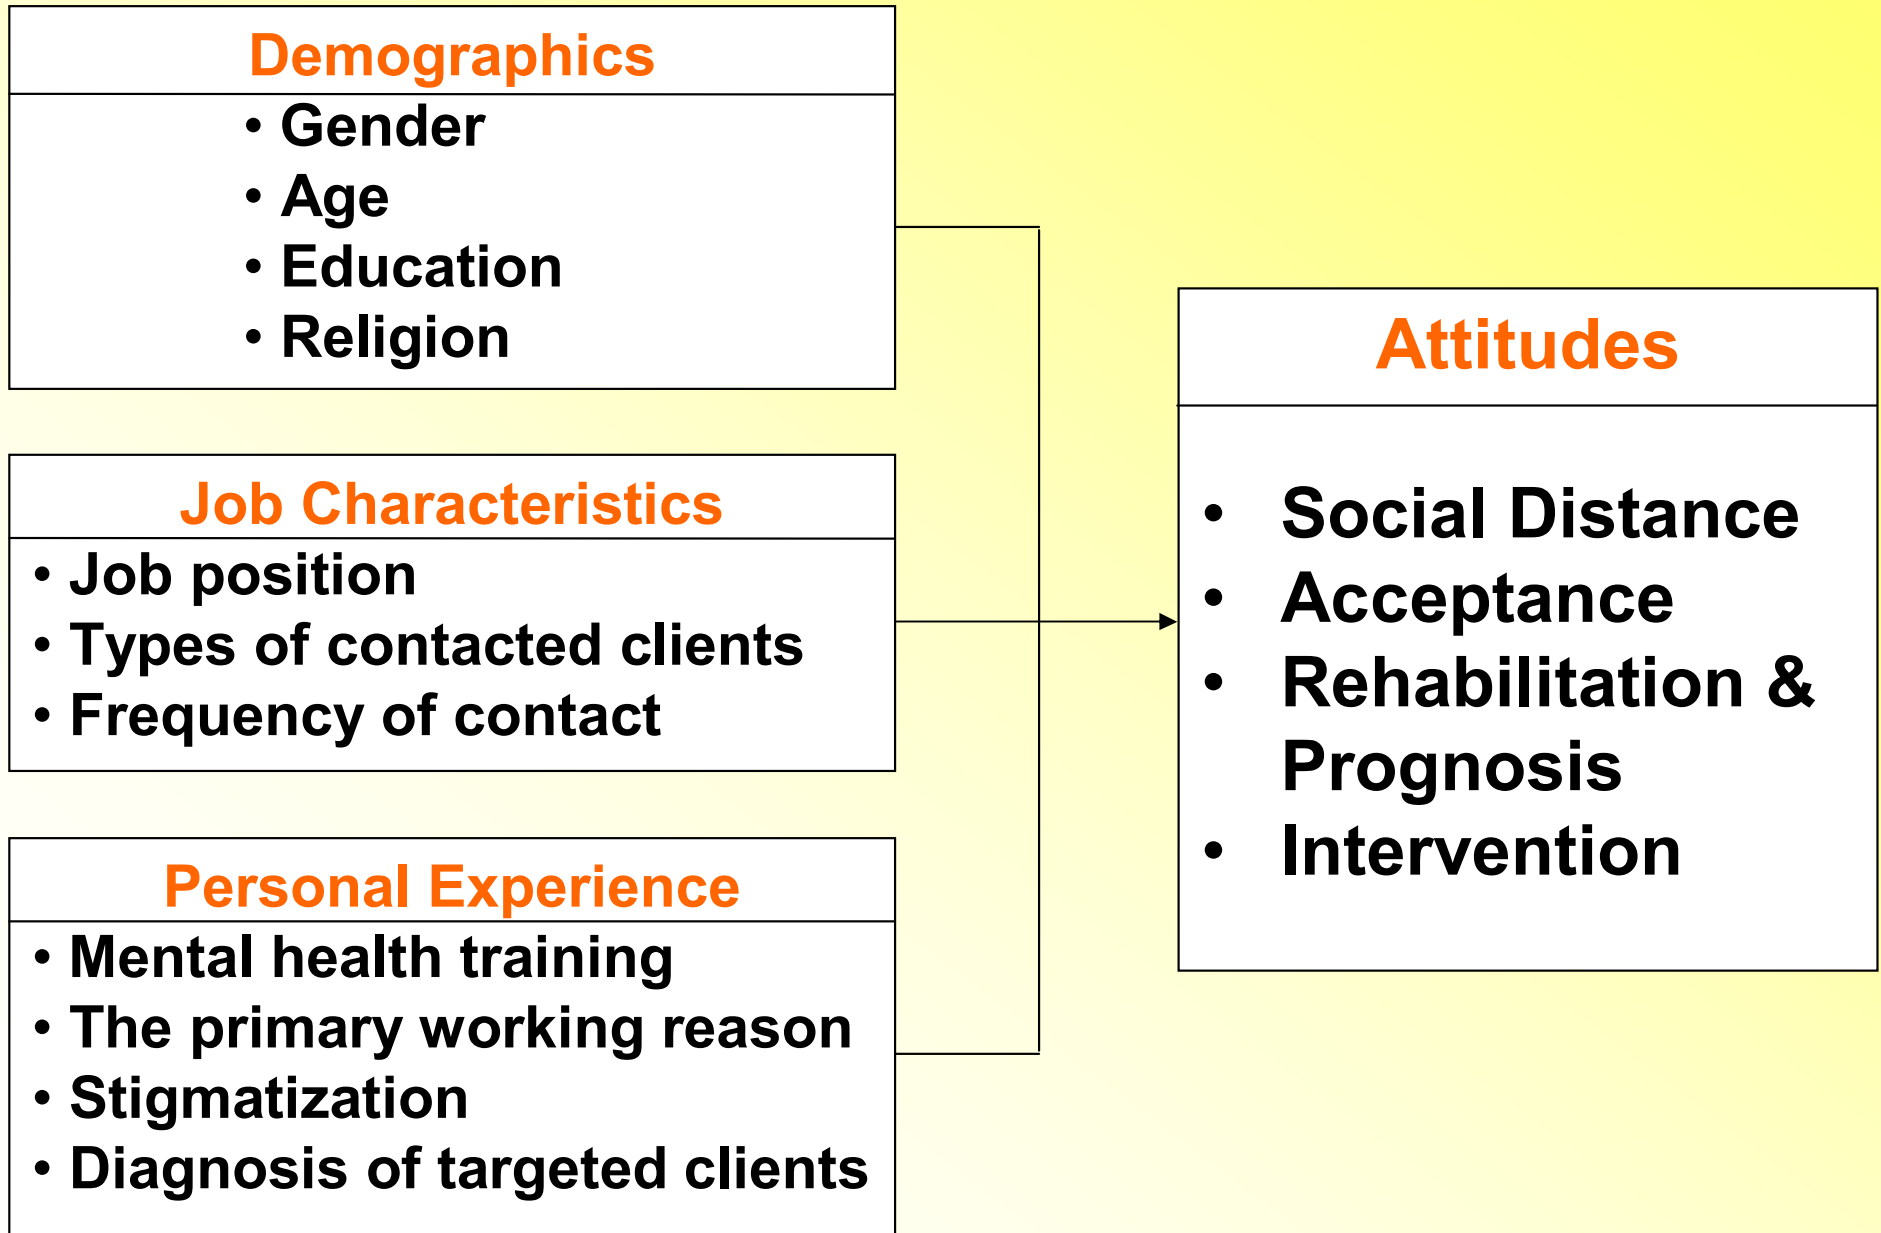 Demographics
• Gender
• Age
• Education
• Religion
Job Characteristics
• Job position
• Types of contacted clients
• Frequency of contact
Personal Experience
• Mental health training
• The primary working reason
• Stigmatization
• Diagnosis of targeted clients
Attitudes
• Social Distance
• Acceptance
• Rehabilitation &
Prognosis
• Intervention